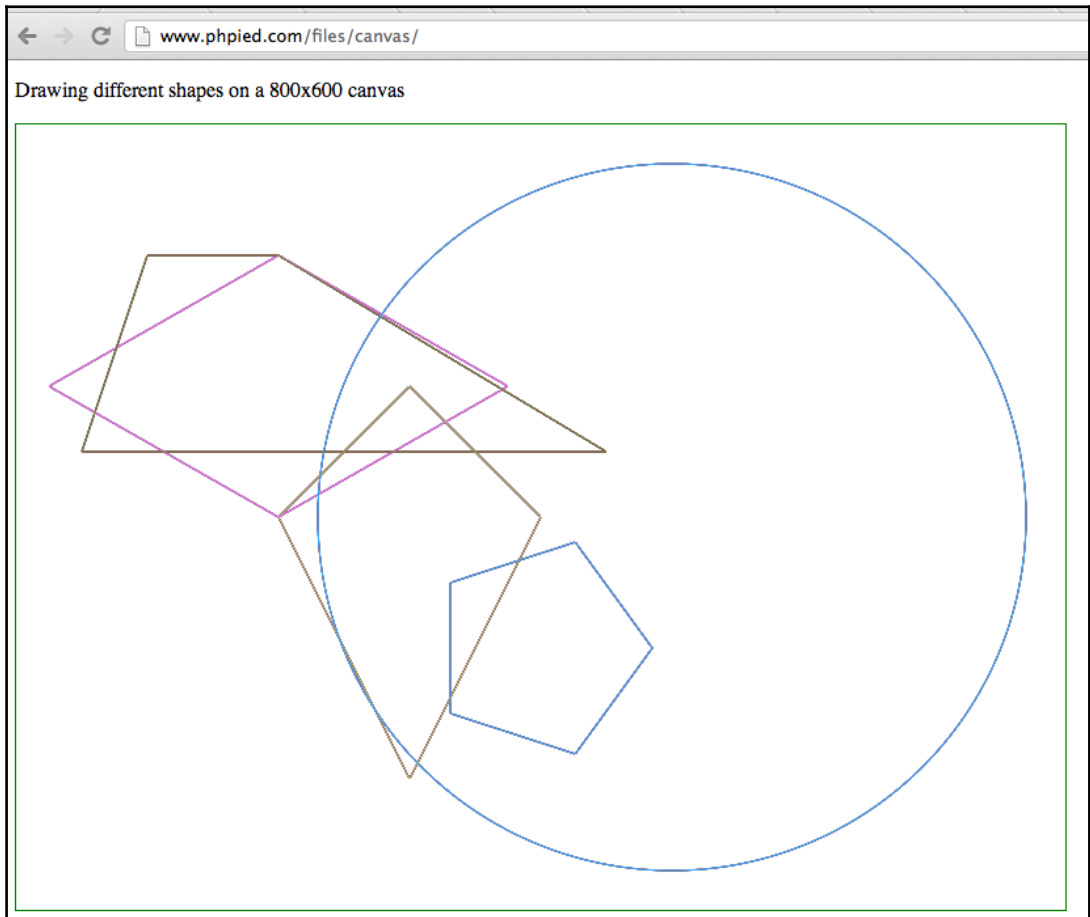 www.phpied.com/files/canvas/
Drawing different shapes on a 800x600 canvas